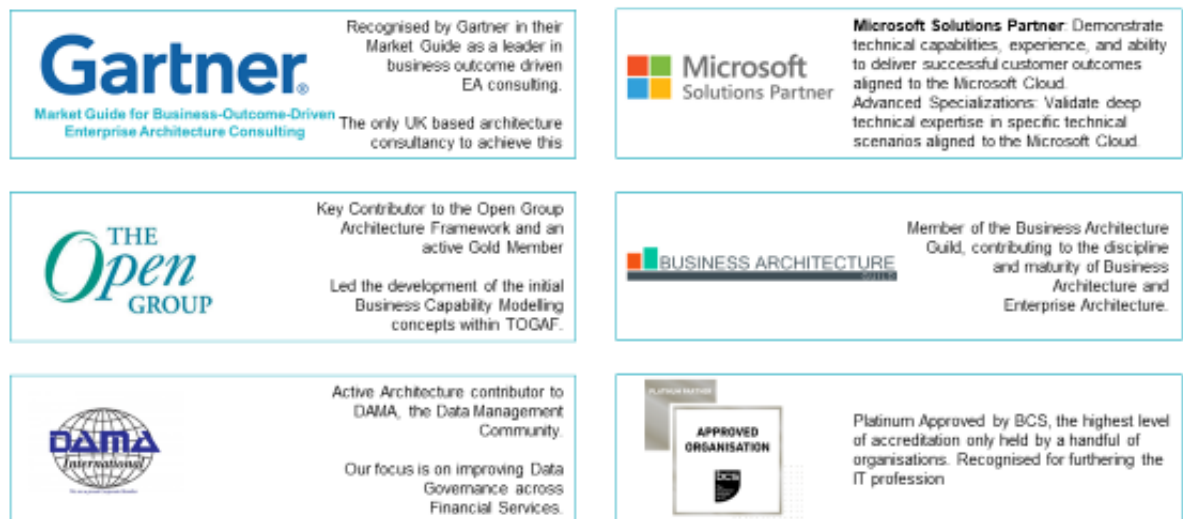 Gartner®
Market Guide for Business-Outcome-Driven
Enterprise Architecture Consulting
Recognised by Gartner in their
Market Guide as a leader in
business outcome driven
EA consulting.
The only UK based architecture
consultancy to achieve this
Microsoft
Solutions Partner
Microsoft Solutions Partner: Demonstrate
technical capabilities, experience, and ability
to deliver successful customer outcomes
aligned to the Microsoft Cloud.
Advanced Specializations: Validate deep
technical expertise in specific technical
scenarios aligned to the Microsoft Cloud.
THE
Open
GROUP
Key Contributor to the Open Group
Architecture Framework and an
active Gold Member
Led the development of the initial
Business Capability Modelling
concepts within TOGAF.
BUSINESS ARCHITECTURE
GUILD
Member of the Business Architecture
Guild, contributing to the discipline
and maturity of Business
Architecture and
Enterprise Architecture.
DAMA
International
Active Architecture contributor to
DAMA, the Data Management
Community.
Our focus is on improving Data
Governance across
Financial Services.
PLATINUM PARTNER
APPROVED
ORGANISATION
bcs
Platinum Approved by BCS, the highest level
of accreditation only held by a handful of
organisations. Recognised for furthering the
IT profession